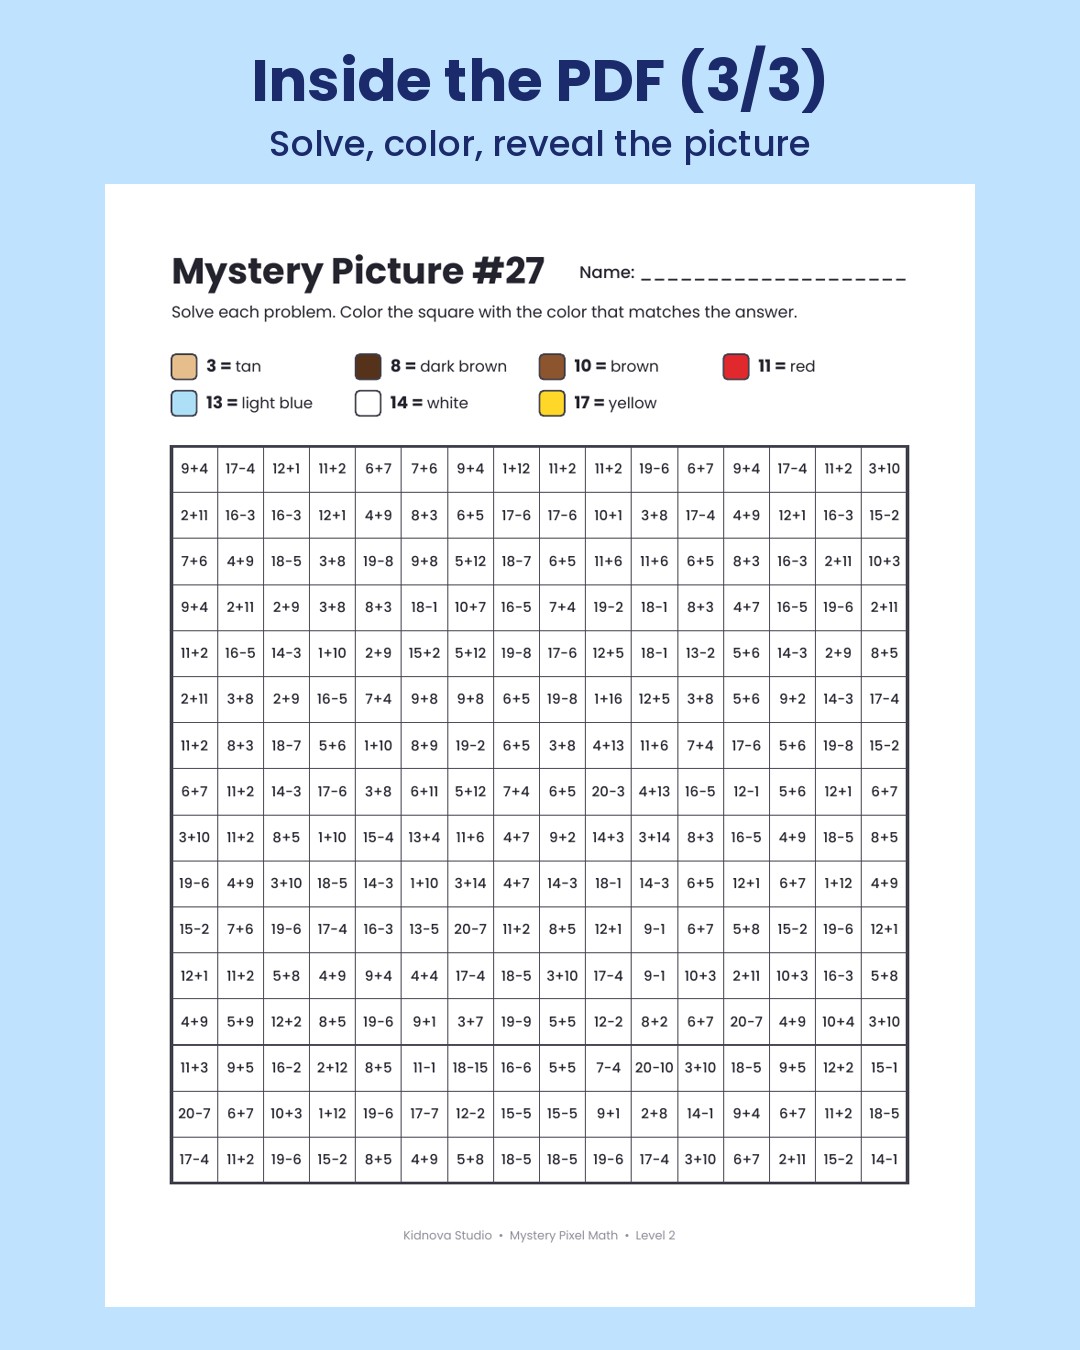 Inside the PDF (3/3)
Solve, color, reveal the picture
Mystery Picture #27 Name: ___________________
Solve each problem. Color the square with the color that matches the answer.
3 = tan 8 = dark brown 10 = brown 11 = red
13 = light blue 14 = white 17 = yellow
9+4 17-4 12+1 11+2 6+7 7+6 9+4 1+12 11+2 11+2 19-6 6+7 9+4 17-4 11+2 3+10
2+11 16-3 16-3 12+1 4+9 8+3 6+5 17-6 17-6 10+1 3+8 17-4 4+9 12+1 16-3 15-2
7+6 4+9 18-5 3+8 19-8 9+8 5+12 18-7 6+5 11+6 11+6 6+5 8+3 16-3 2+11 10+3
9+4 2+11 2+9 3+8 8+3 18-1 10+7 16-5 7+4 19-2 18-1 8+3 4+7 16-5 19-6 2+11
11+2 16-5 14-3 1+10 2+9 15+2 5+12 19-8 17-6 12+5 18-1 13-2 5+6 14-3 2+9 8+5
2+11 3+8 2+9 16-5 7+4 9+8 9+8 6+5 19-8 1+16 12+5 3+8 5+6 9+2 14-3 17-4
11+2 8+3 18-7 5+6 1+10 8+9 19-2 6+5 3+8 4+13 11+6 7+4 17-6 5+6 19-8 15-2
6+7 11+2 14-3 17-6 3+8 6+11 5+12 7+4 6+5 20-3 4+13 16-5 12-1 5+6 12+1 6+7
3+10 11+2 8+5 1+10 15-4 13+4 11+6 4+7 9+2 14+3 3+14 8+3 16-5 4+9 18-5 8+5
19-6 4+9 3+10 18-5 14-3 1+10 3+14 4+7 14-3 18-1 14-3 6+5 12+1 6+7 1+12 4+9
15-2 7+6 19-6 17-4 16-3 13-5 20-7 11+2 8+5 12+1 9-1 6+7 5+8 15-2 19-6 12+1
12+1 11+2 5+8 4+9 9+4 4+4 17-4 18-5 3+10 17-4 9-1 10+3 2+11 10+3 16-3 5+8
4+9 5+9 12+2 8+5 19-6 9+1 3+7 19-9 5+5 12-2 8+2 6+7 20-7 4+9 10+4 3+10
11+3 9+5 16-2 2+12 8+5 11-1 18-15 16-6 5+5 7-4 20-10 3+10 18-5 9+5 12+2 15-1
20-7 6+7 10+3 1+12 19-6 17-7 12-2 15-5 15-5 9+1 2+8 14-1 9+4 6+7 11+2 18-5
17-4 11+2 19-6 15-2 8+5 4+9 5+8 18-5 18-5 19-6 17-4 3+10 6+7 2+11 15-2 14-1
Kidnova Studio • Mystery Pixel Math • Level 2